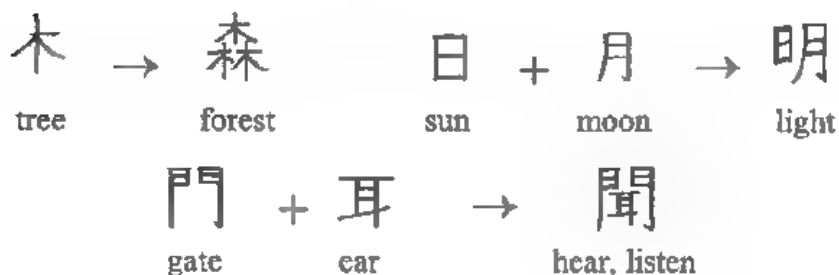 木 → 森 日 + 月 → 明
tree forest sun moon light
門 + 耳 → 聞
gate ear hear, listen